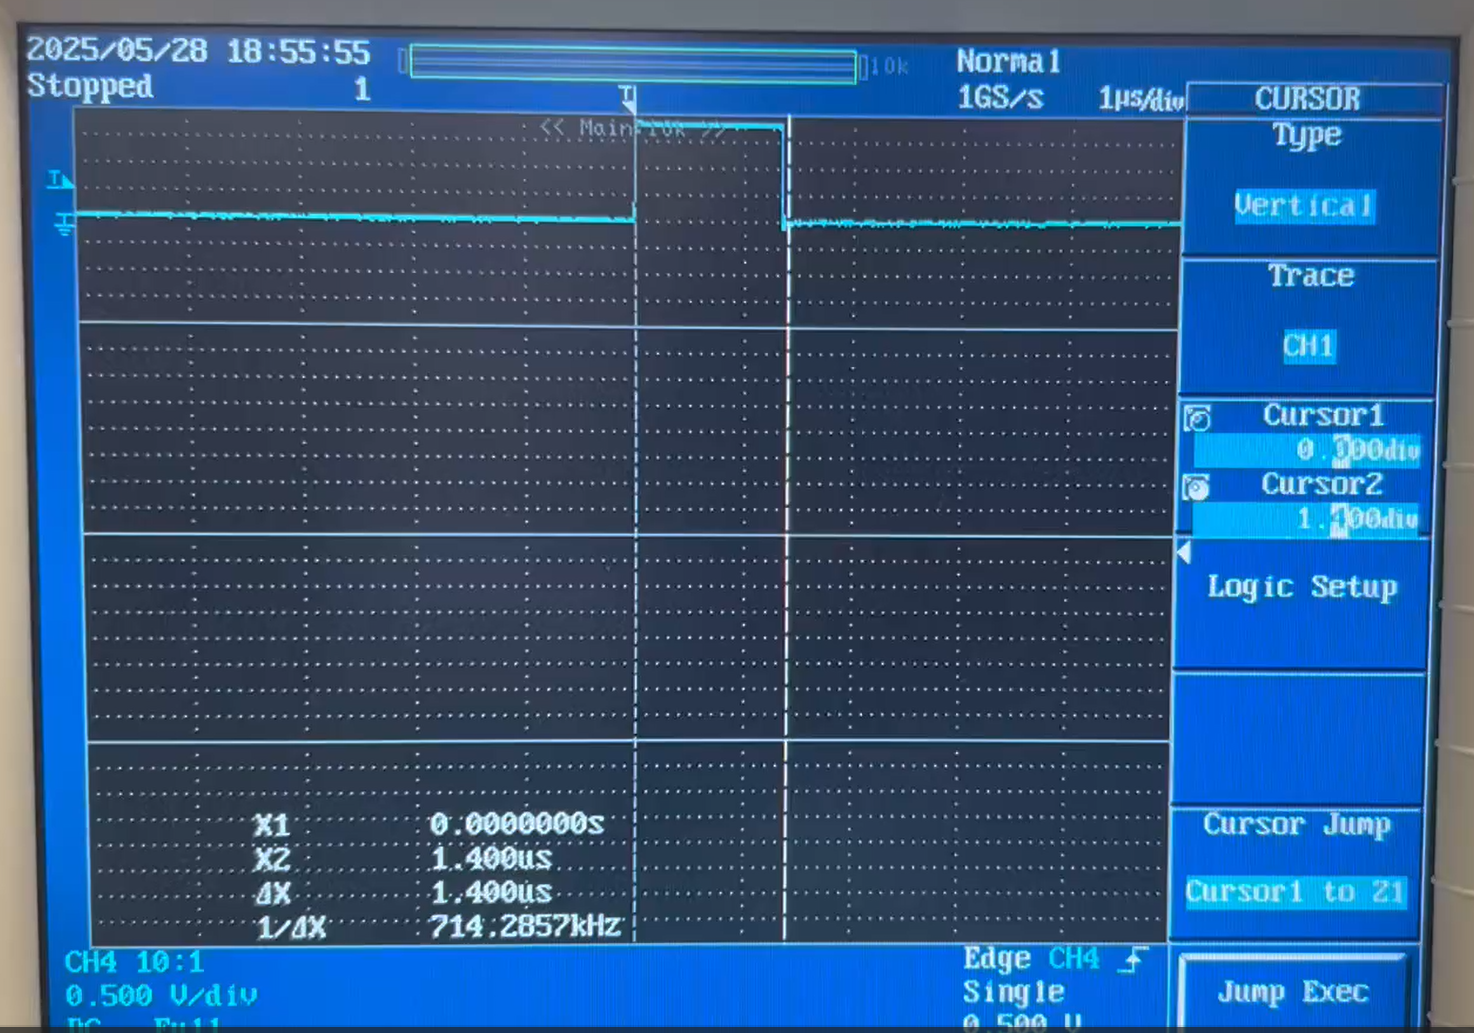 2025/05/28 18:55:55
Stopped 1
10k
Normal
1GS/s 1μs/div
T
<< Main:10k >>
T
CURSOR
Type
Vertical
Trace
CH1
Cursor1
0.000div
Cursor2
1.400div
Logic Setup
Cursor Jump
Cursor1 to Z1
Jump Exec
X1 0.0000000s
X2 1.400us
ΔX 1.400us
1/ΔX 714.2857kHz
CH4 10:1
0.500 V/div
DC Full
Edge CH4
Single
0.500 V